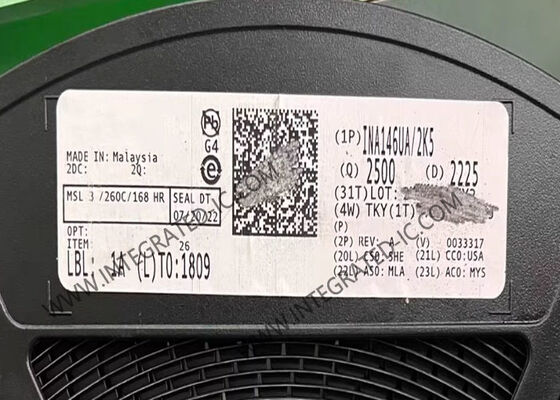 MADE IN: Malaysia
2DC: 2Q:
MSL 3 /260C/168 HR
SEAL DT
07/20/22
OPT:
ITEM: 26
LBL: 1A (L)TO:1809
Pb
G4
e
(1P) INA146UA/2K5
(Q) 2500 (D) 2225
(31T) LOT:
(4W) TKY(1T)
(P)
(2P) REV: (V) 0033317
(20L) CSO: SHE (21L) CCO:USA
(22L) ASO: MLA (23L) ACO: MYS
WWW.INTEGRATED-IC.COM